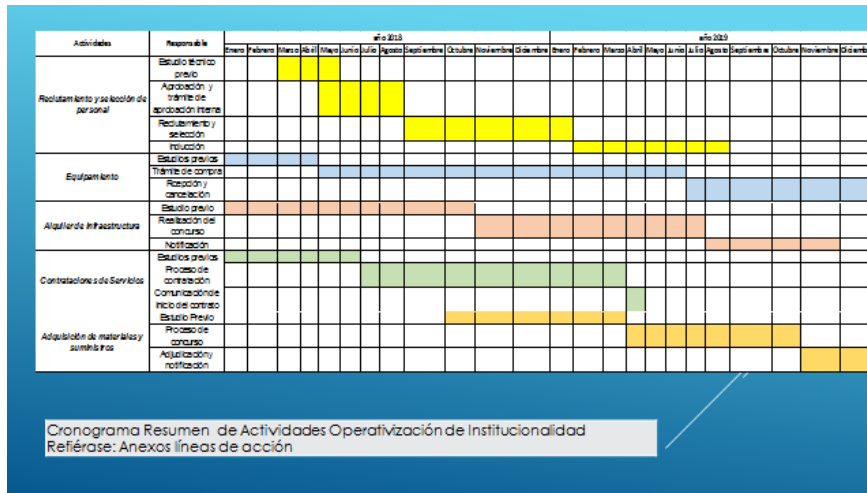 año 2018 año 2019
Actividades Responsable
Enero Febrero Marzo Abril Mayo Junio Julio Agosto Septiembre Octubre Noviembre Diciembre Enero Febrero Marzo Abril Mayo Junio Julio Agosto Septiembre Octubre Noviembre
Estudio técnico
previo
Reclutamiento y selección de
personal
Aprobación y
trámite de
aprobación interna
Reclutamiento y
selección
Inducción
Equipamiento
Estudios previos
Trámite de compra
Rcepción y
cancelación
Alquiler de Infraestructura
Estudio previo
Realización del
concurso
Notificación
Contrataciones de Servicios
Estudios previos
Proceso de
contratación
Comunicación de
inicio del contrato
Adquisición de materiales y
suministros
Estudio Previo
Proceso de
concurso
Adjudicación y
notificación
Cronograma Resumen de Actividades Operativización de Institucionalidad
Refiérase: Anexos líneas de acción